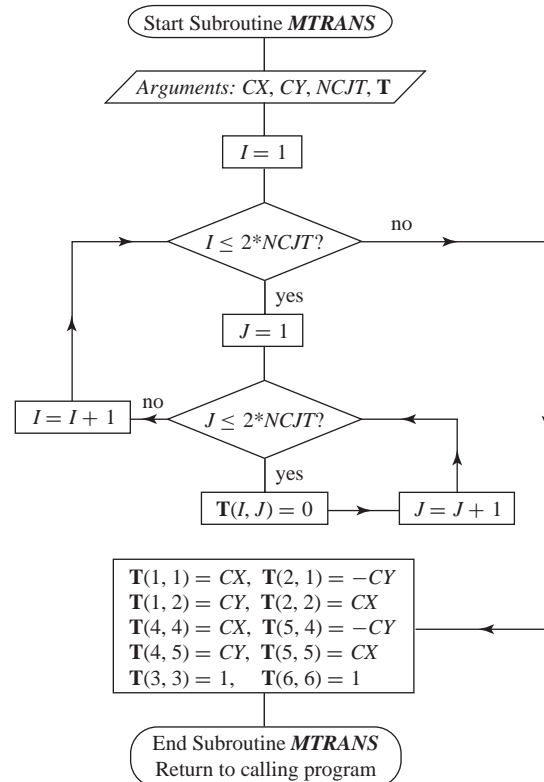 Start Subroutine MTRANS
Arguments: CX, CY, NCJT, T
I = 1
I ≤ 2*NCJT?
no
yes
J = 1
I = I + 1
no
J ≤ 2*NCJT?
yes
T(I, J) = 0
J = J + 1
T(1, 1) = CX, T(2, 1) = −CY
T(1, 2) = CY, T(2, 2) = CX
T(4, 4) = CX, T(5, 4) = −CY
T(4, 5) = CY, T(5, 5) = CX
T(3, 3) = 1, T(6, 6) = 1
End Subroutine MTRANS
Return to calling program